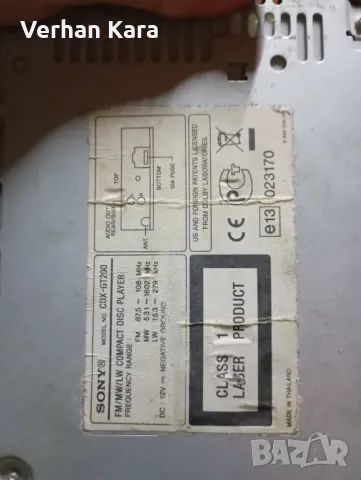 Verhan Kara
SONY®
MODEL NO. CDX-GT200
FM/MW/LW COMPACT DISC PLAYER
FREQUENCY RANGE:
FM 87.5 - 108 MHz
MW 531 - 1602 kHz
LW 153 - 279 kHz
DC : 12V NEGATIVE GROUND
AUDIO OUT
REAR/SUB
TOP
BOTTOM
10A FUSE
ANT
US AND FOREIGN PATENTS LICENSED
FROM DOLBY LABORATORIES.
CE
e13 023170
CLASS 1
LASER PRODUCT
MADE IN THAILAND
bazar